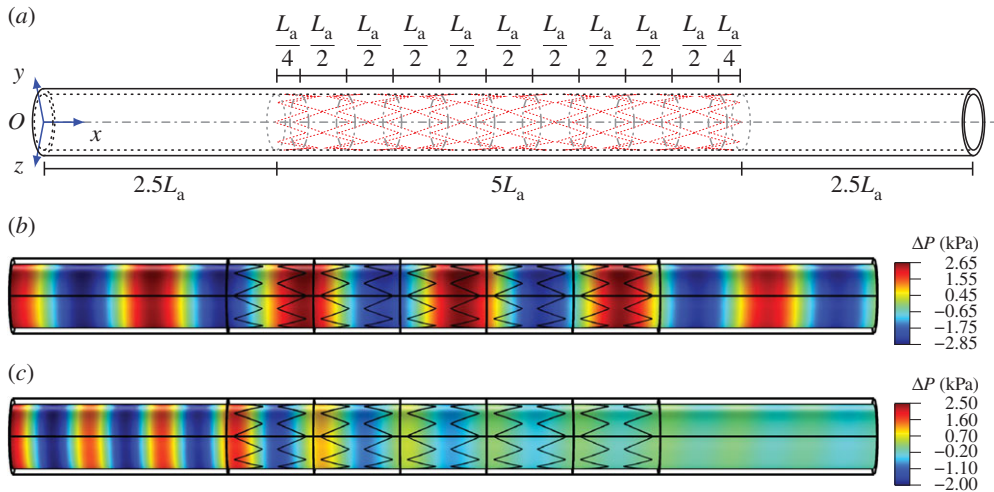 (a)
L_a/4 L_a/2 L_a/2 L_a/2 L_a/2 L_a/2 L_a/2 L_a/2 L_a/2 L_a/2 L_a/4
y
O
x
z
2.5L_a 5L_a 2.5L_a
(b)
ΔP (kPa)
2.65
1.55
0.45
−0.65
−1.75
−2.85
(c)
ΔP (kPa)
2.50
1.60
0.70
−0.20
−1.10
−2.00